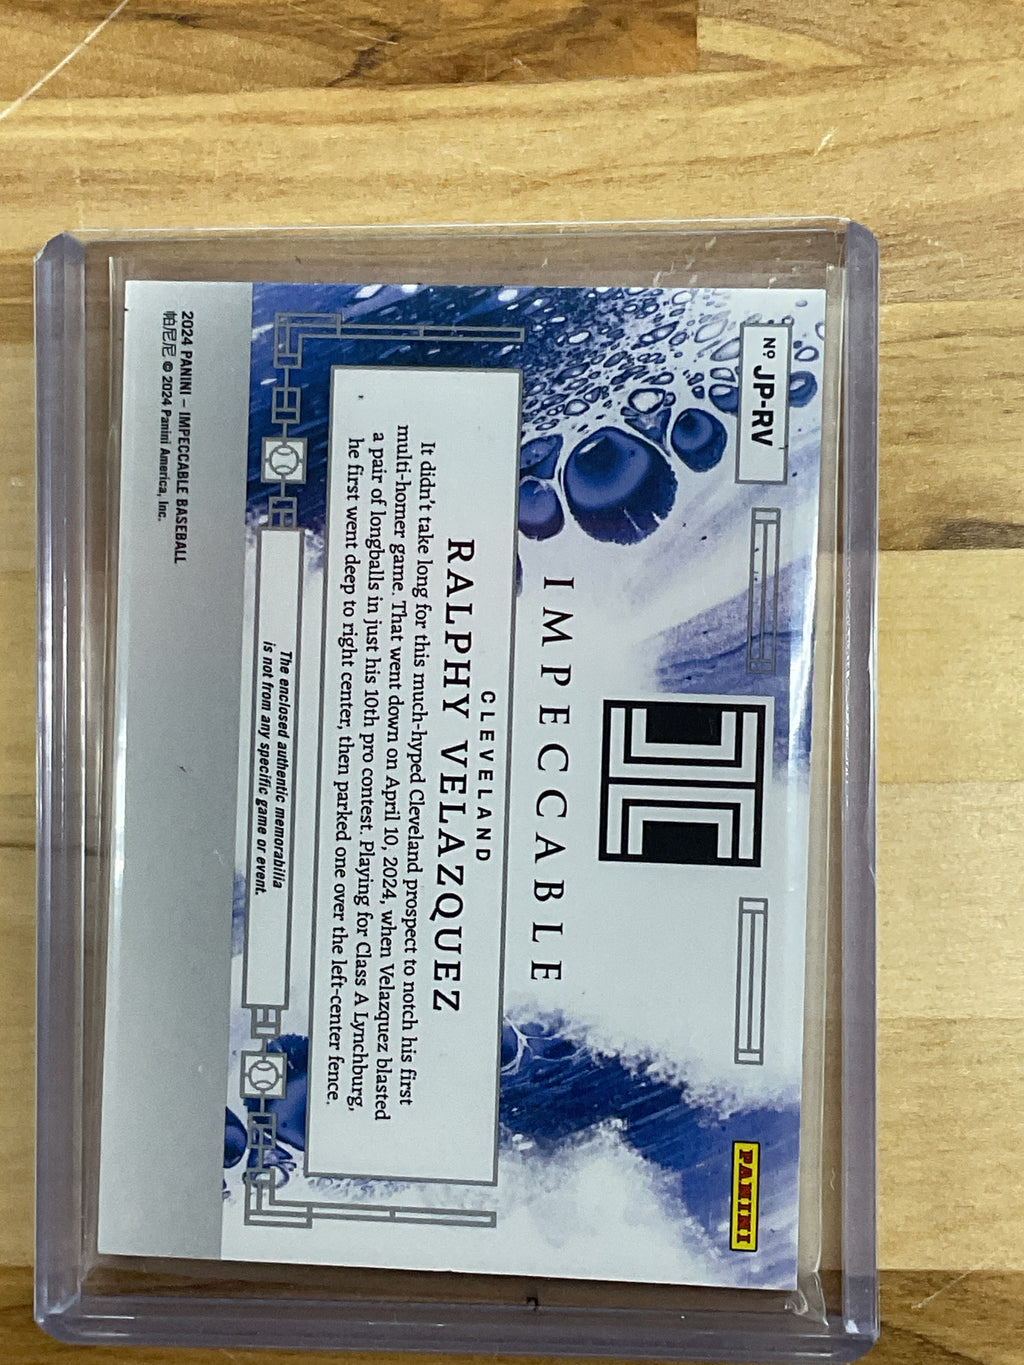 Nº JP-RV
PANINI
IMPECCABLE
CLEVELAND
RALPHY VELAZQUEZ
It didn't take long for this much-hyped Cleveland prospect to notch his first
multi-homer game. That went down on April 10, 2024, when Velazquez blasted
a pair of longballs in just his 10th pro contest. Playing for Class A Lynchburg,
he first went deep to right center, then parked one over the left-center fence.
The enclosed authentic memorabilia
is not from any specific game or event.
2024 PANINI – IMPECCABLE BASEBALL
帕尼尼 © 2024 Panini America, Inc.